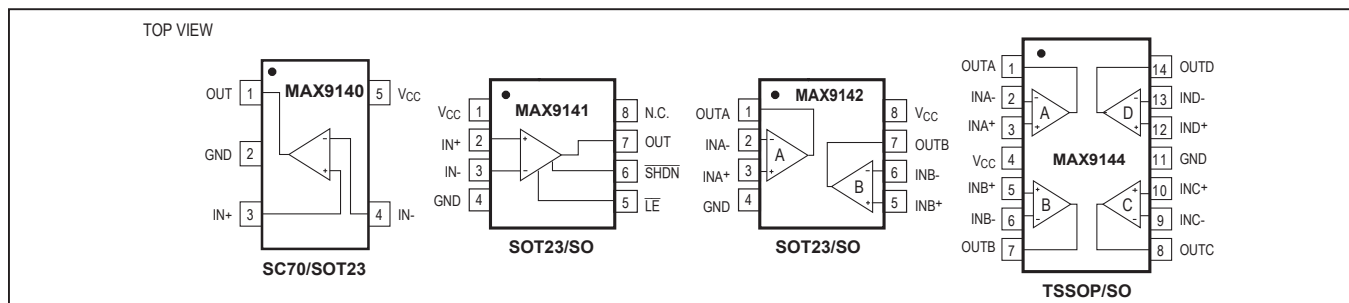 TOP VIEW
MAX9140
OUT 1
5 VCC
GND 2
IN+ 3
4 IN-
- +
SC70/SOT23
MAX9141
VCC 1
8 N.C.
IN+ 2
7 OUT
IN- 3
6 SHDN
GND 4
5 LE
+ -
SOT23/SO
MAX9142
OUTA 1
8 VCC
INA- 2
7 OUTB
INA+ 3
6 INB-
GND 4
5 INB+
- A +
- B +
SOT23/SO
OUTA 1
14 OUTD
INA- 2
13 IND-
INA+ 3
12 IND+
- A +
- D +
VCC 4
11 GND
MAX9144
INB+ 5
10 INC+
INB- 6
9 INC-
+ B -
+ C -
OUTB 7
8 OUTC
TSSOP/SO